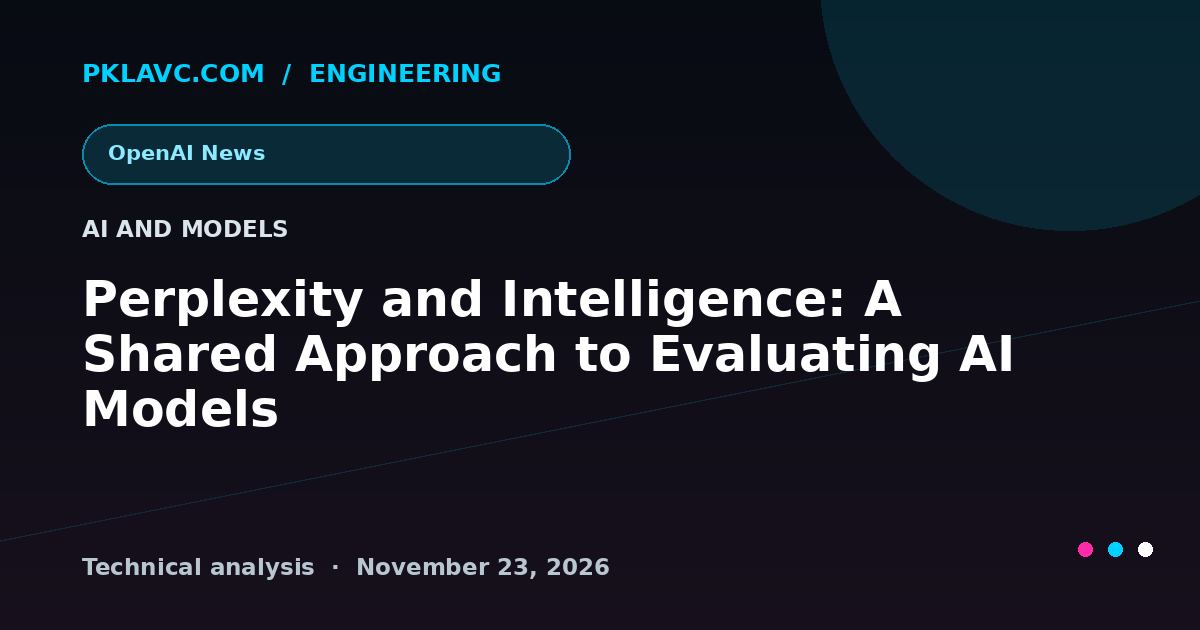 PKLAVC.COM / ENGINEERING
OpenAI News
AI AND MODELS
Perplexity and Intelligence: A
Shared Approach to Evaluating AI
Models
Technical analysis · November 23, 2026